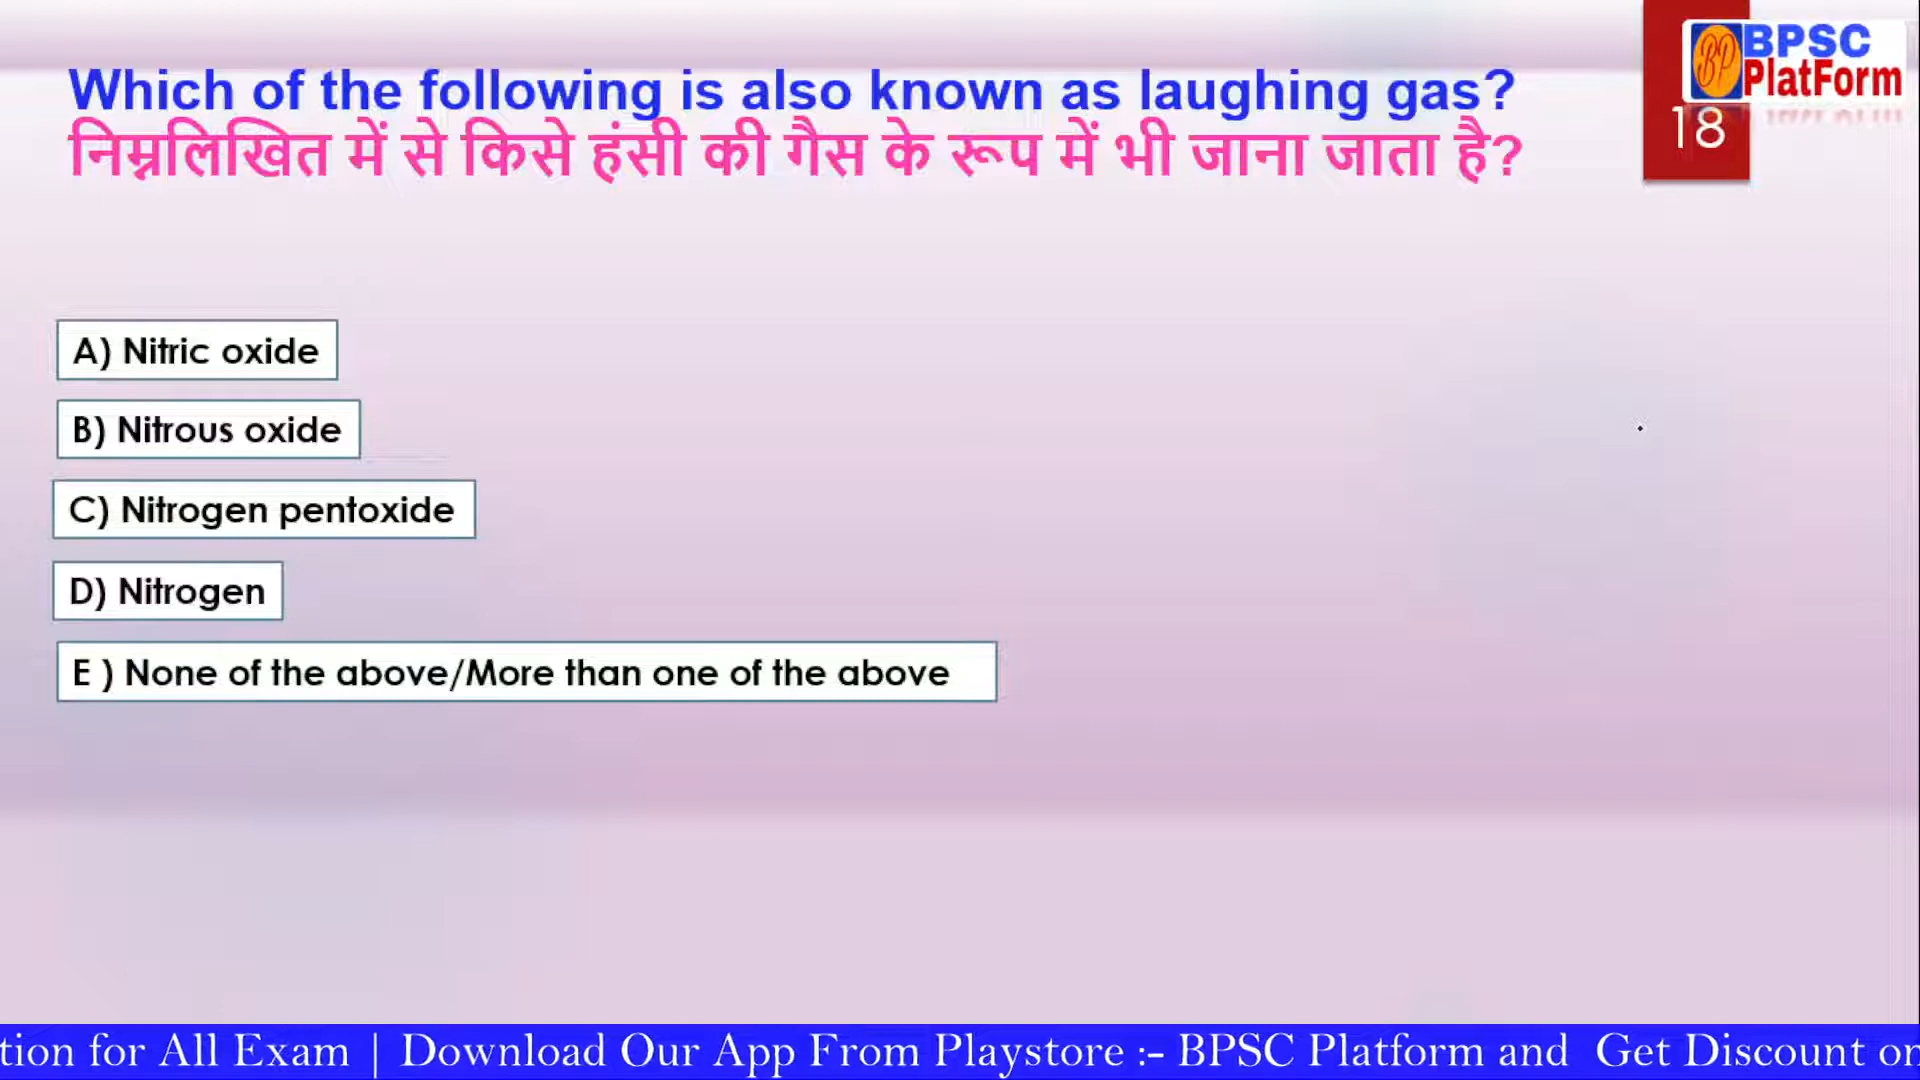 Which of the following is also known as laughing gas?
निम्नलिखित में से किसे हंसी की गैस के रूप में भी जाना जाता है?
BP
BPSC
PlatForm
18
A) Nitric oxide
B) Nitrous oxide
C) Nitrogen pentoxide
D) Nitrogen
E ) None of the above/More than one of the above
tion for All Exam | Download Our App From Playstore :- BPSC Platform and Get Discount on